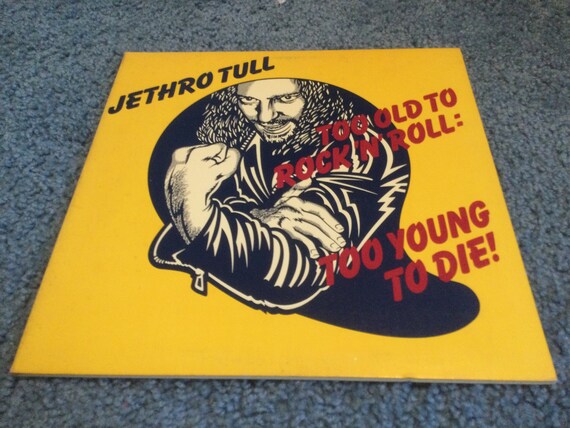 JETHRO TULL
TOO OLD TO
ROCK 'N' ROLL:
TOO YOUNG
TO DIE!